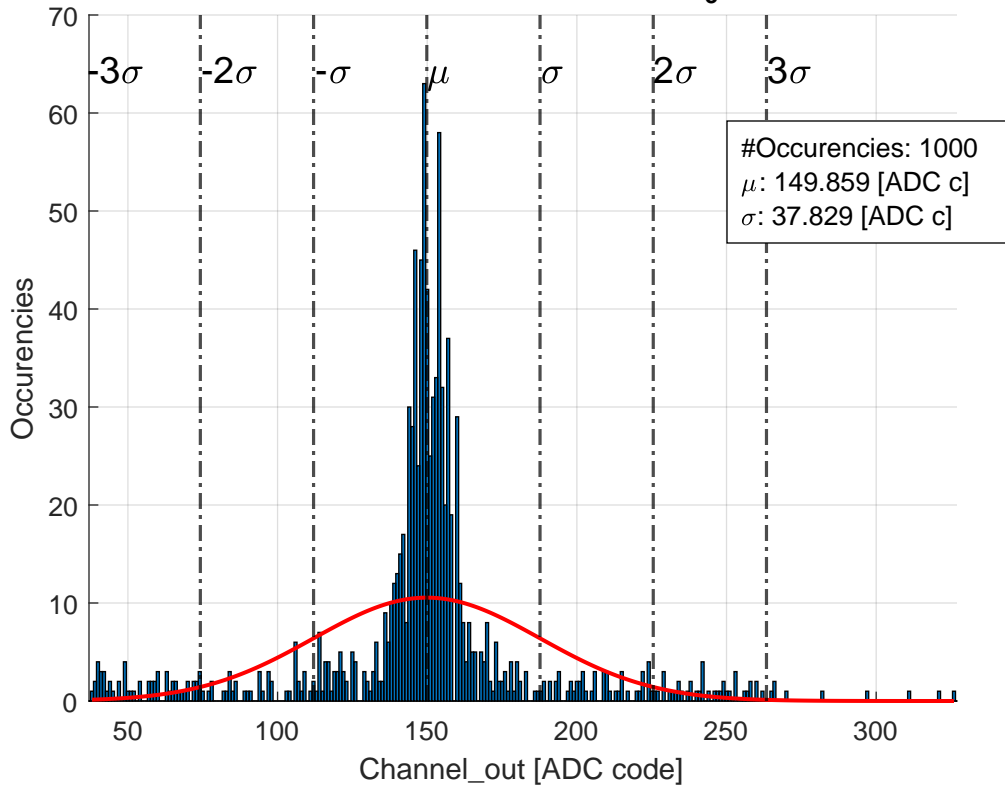 70
60
50
40
30
20
10
0
-3σ
-2σ
-σ
μ
σ
2σ
3σ
#Occurencies: 1000
μ: 149.859 [ADC c]
σ: 37.829 [ADC c]
Occurencies
50
100
150
200
250
300
Channel_out [ADC code]